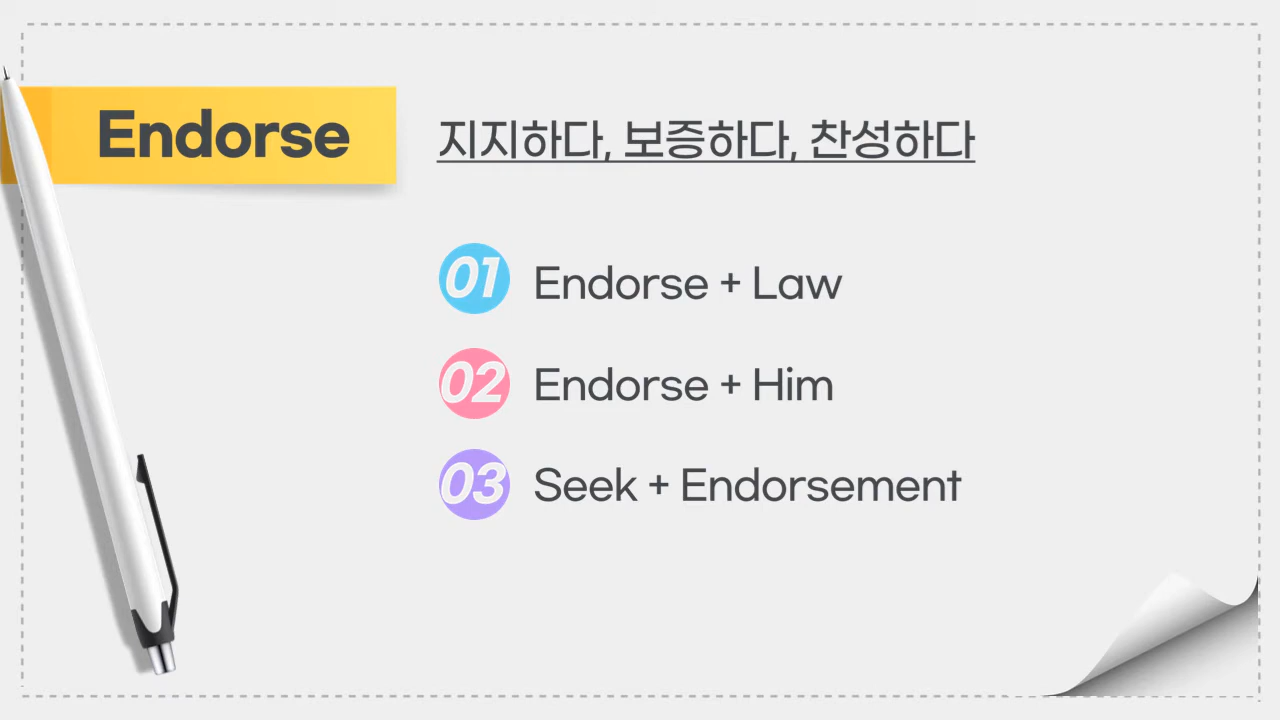 Endorse
지지하다, 보증하다, 찬성하다
01 Endorse + Law
02 Endorse + Him
03 Seek + Endorsement